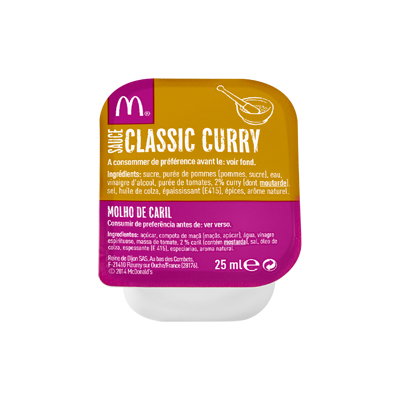 M®
SAUCE
CLASSIC CURRY
A consommer de préférence avant le: voir fond.
Ingrédients: sucre, purée de pommes (pommes, sucre), eau,
vinaigre d'alcool, purée de tomates, 2% curry (dont moutarde),
sel, huile de colza, épaississant (E415), épices, arôme naturel.
MOLHO DE CARIL
Consumir de preferência antes de: ver verso.
Ingredientes: açúcar, compota de maçã (maçãs, açúcar), água, vinagre
espirituoso, massa de tomate, 2 % caril (contém mostarda), sal, óleo de
colza, espessante (E 415), especiarias, aroma natural.
Reine de Dijon SAS, Au bas des Combets,
F-21410 Fleurey sur Ouche/France (28176).
© 2014 McDonald's
25 ml e